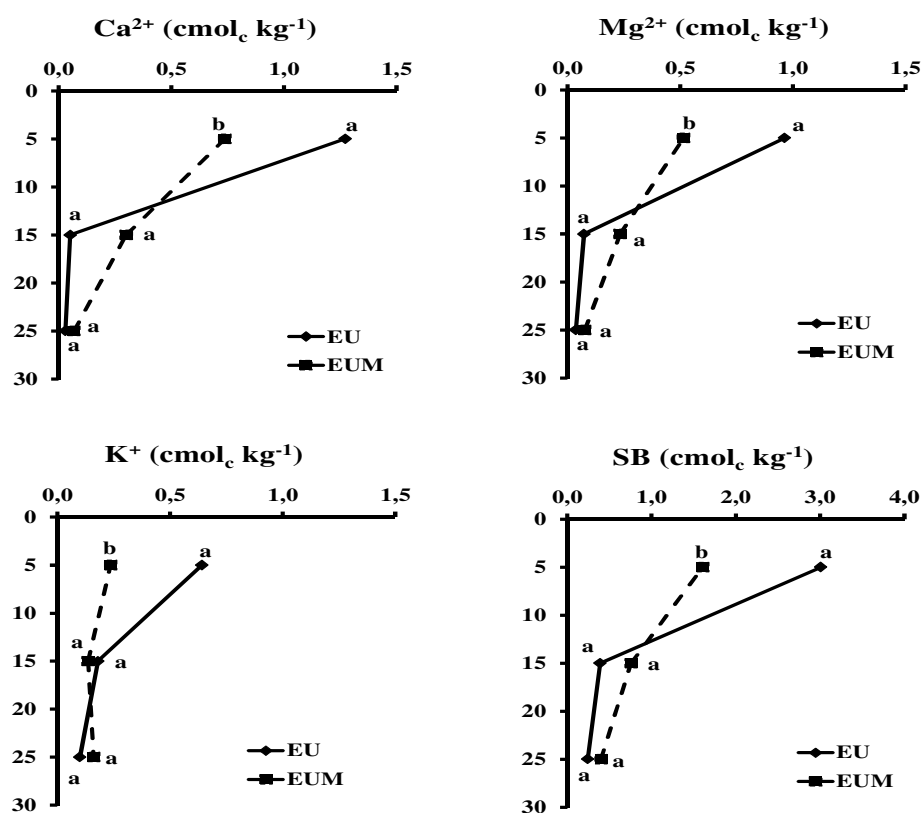 Ca²⁺ (cmol_c kg⁻¹)
0,0 0,5 1,0 1,5
0
5
10
15
20
25
30
b
a
a
a
a
a
EU
EUM
Mg²⁺ (cmol_c kg⁻¹)
0,0 0,5 1,0 1,5
0
5
10
15
20
25
30
b
a
a
a
a
a
EU
EUM
K⁺ (cmol_c kg⁻¹)
0,0 0,5 1,0 1,5
0
5
10
15
20
25
30
b
a
a
a
a
a
EU
EUM
SB (cmol_c kg⁻¹)
0,0 1,0 2,0 3,0 4,0
0
5
10
15
20
25
30
b
a
a
a
a
a
EU
EUM